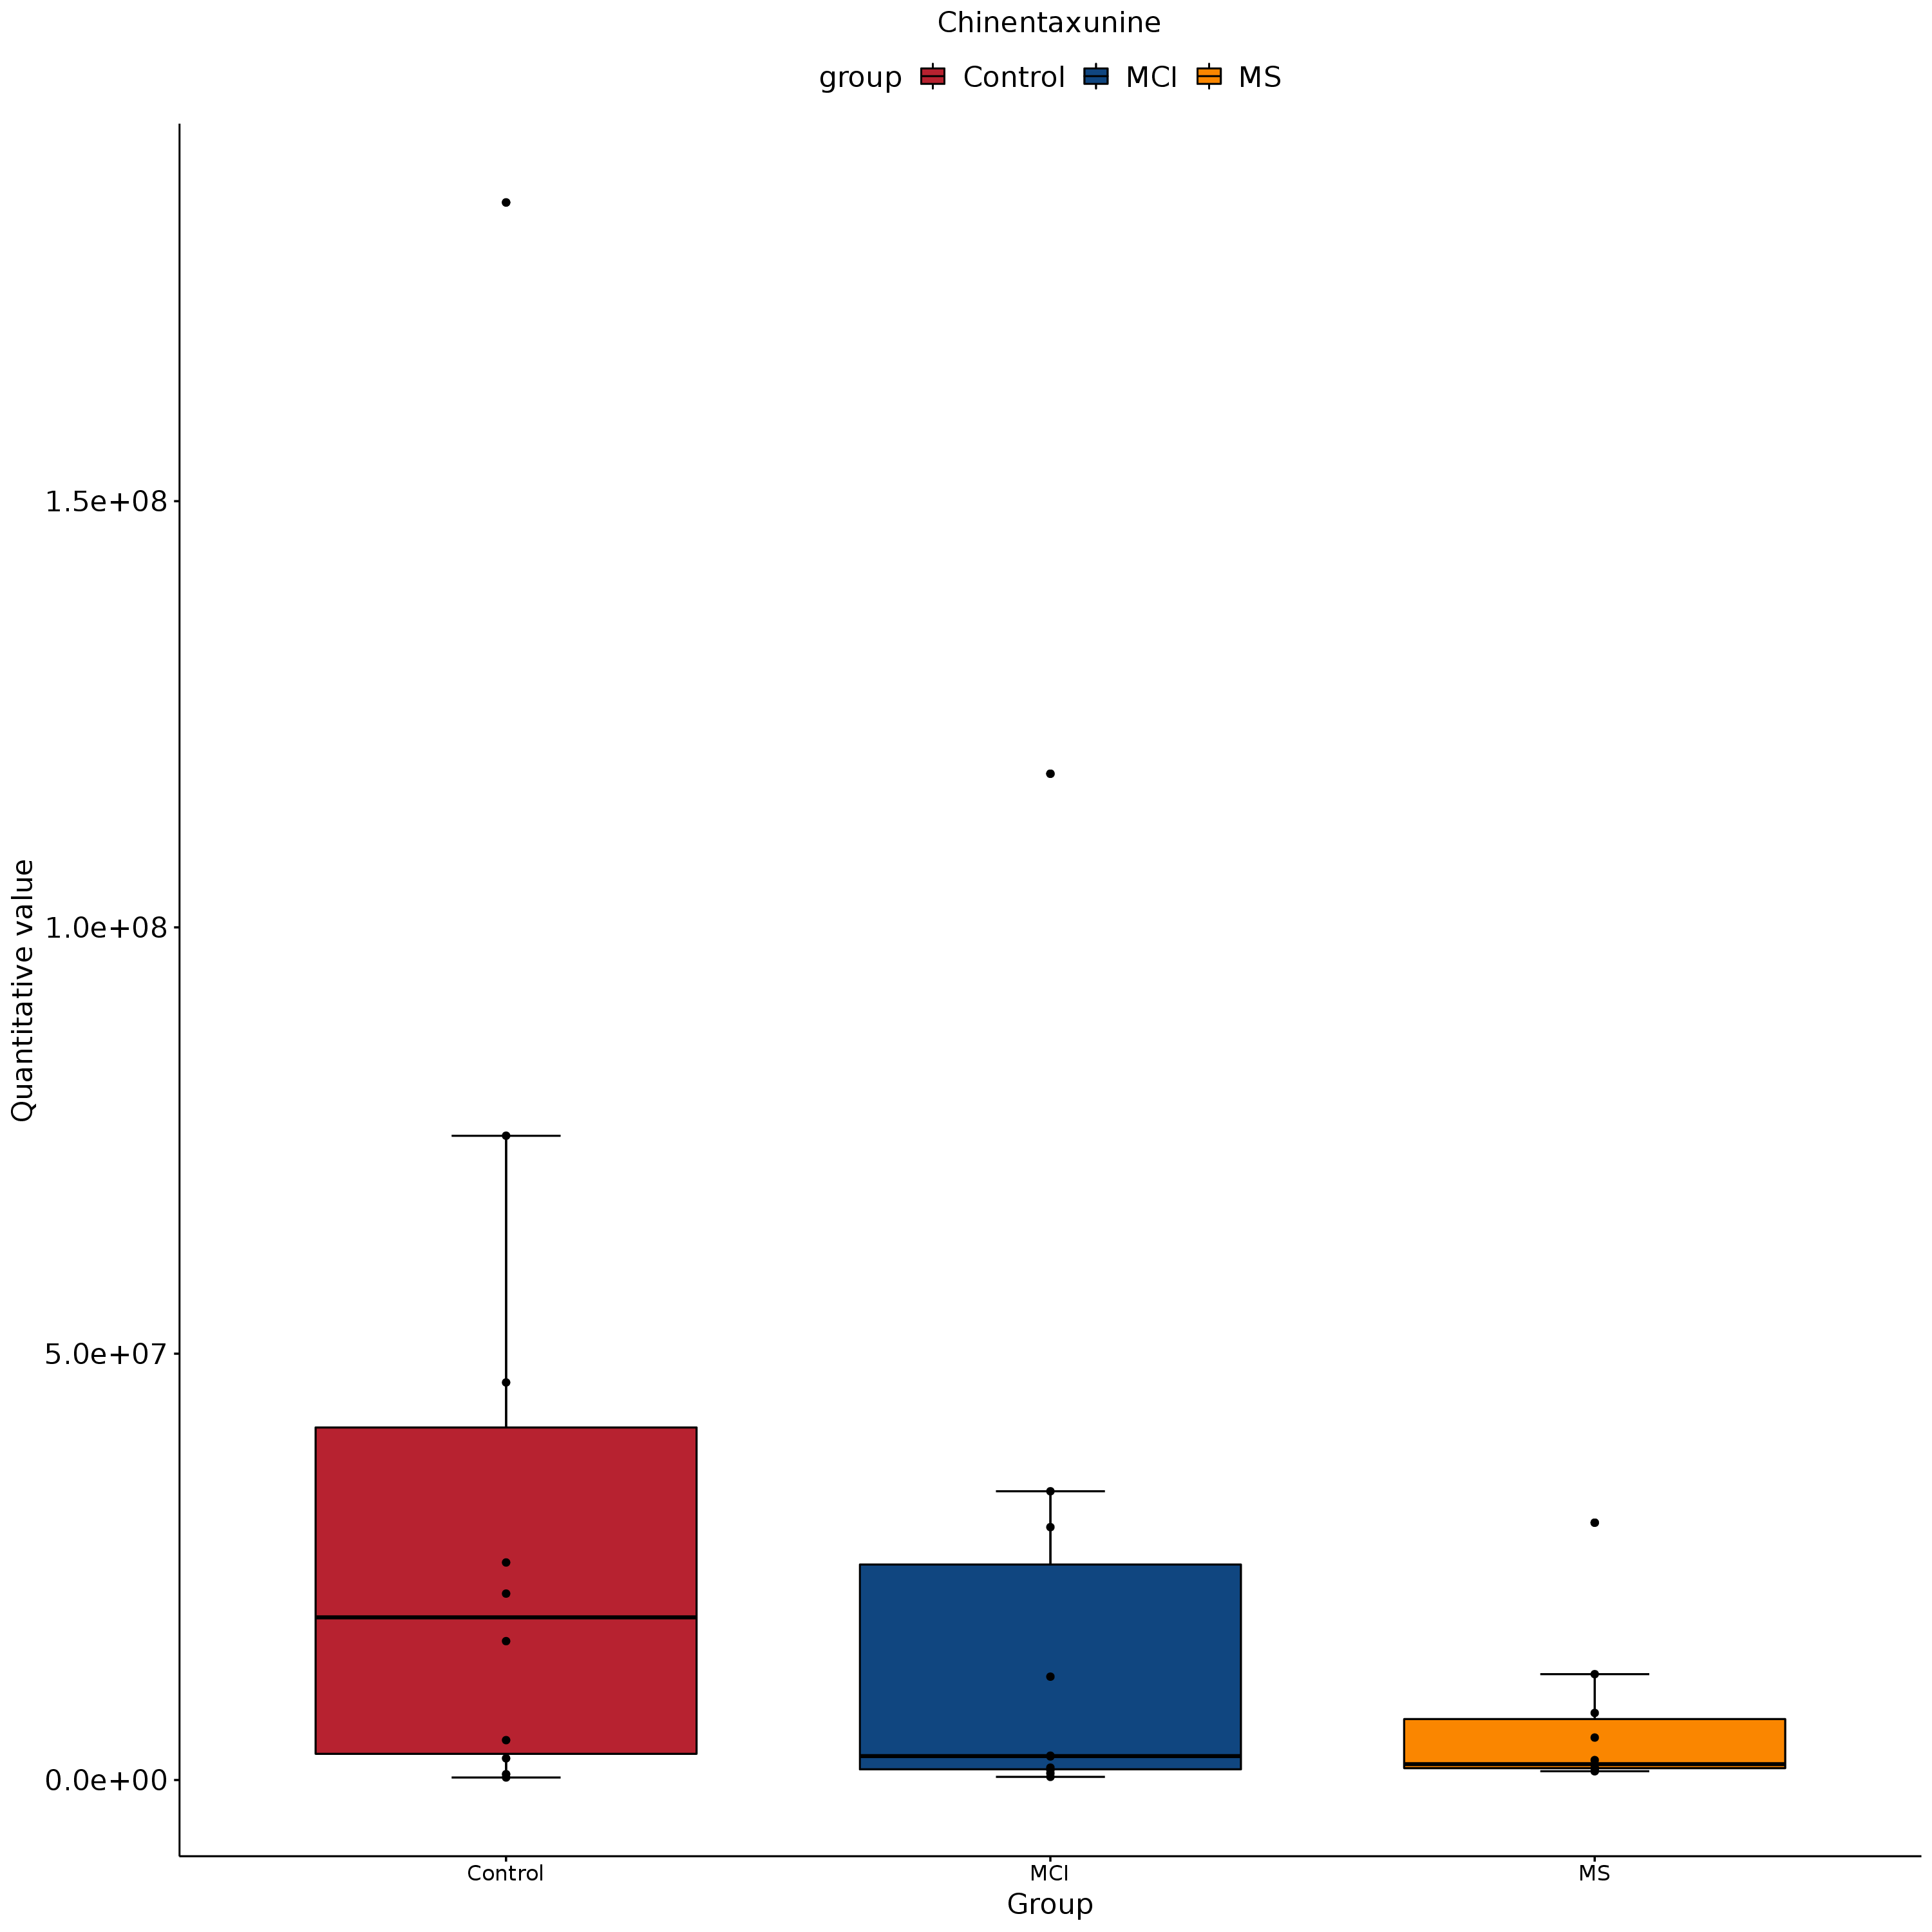 Chinentaxunine
group Control MCI MS
Quantitative value
1.5e+08
1.0e+08
5.0e+07
0.0e+00
Control MCI MS
Group